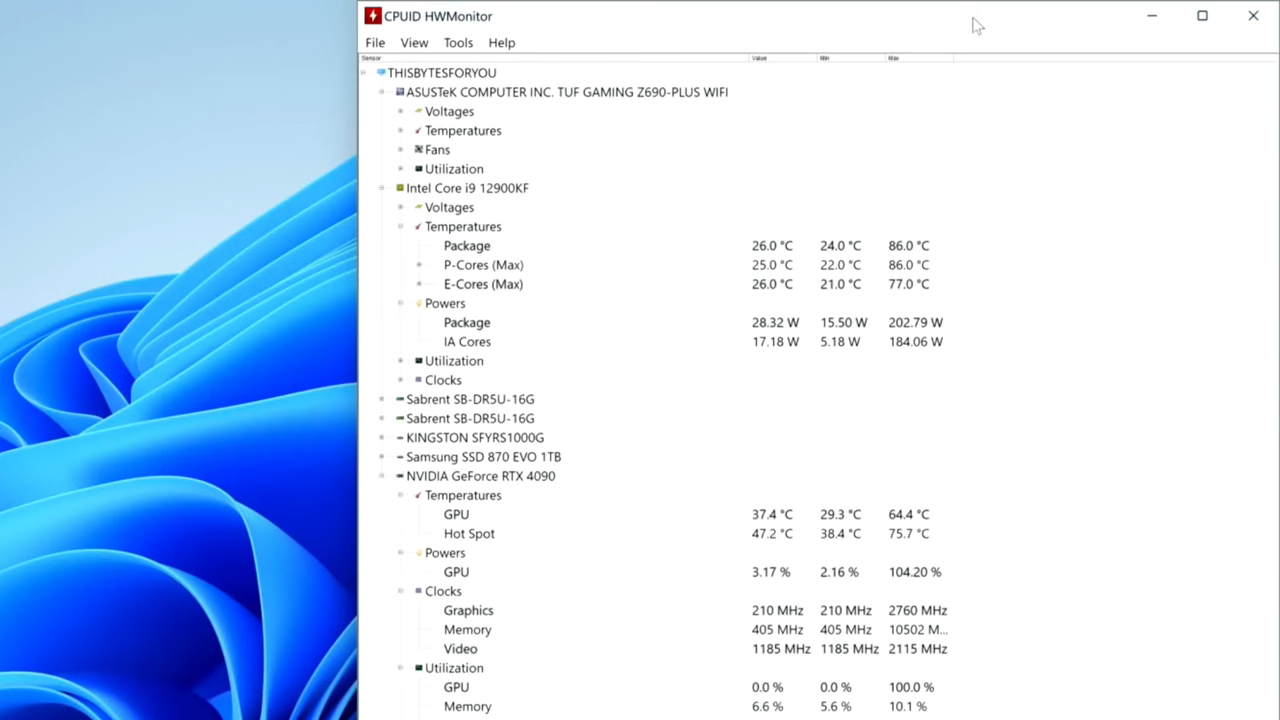 CPUID HWMonitor
File View Tools Help
Sensor Value Min Max
THISBYTESFORYOU
ASUSTeK COMPUTER INC. TUF GAMING Z690-PLUS WIFI
Voltages
Temperatures
Fans
Utilization
Intel Core i9 12900KF
Voltages
Temperatures
Package 26.0 °C 24.0 °C 86.0 °C
P-Cores (Max) 25.0 °C 22.0 °C 86.0 °C
E-Cores (Max) 26.0 °C 21.0 °C 77.0 °C
Powers
Package 28.32 W 15.50 W 202.79 W
IA Cores 17.18 W 5.18 W 184.06 W
Utilization
Clocks
Sabrent SB-DR5U-16G
Sabrent SB-DR5U-16G
KINGSTON SFYRS1000G
Samsung SSD 870 EVO 1TB
NVIDIA GeForce RTX 4090
Temperatures
GPU 37.4 °C 29.3 °C 64.4 °C
Hot Spot 47.2 °C 38.4 °C 75.7 °C
Powers
GPU 3.17 % 2.16 % 104.20 %
Clocks
Graphics 210 MHz 210 MHz 2760 MHz
Memory 405 MHz 405 MHz 10502 M...
Video 1185 MHz 1185 MHz 2115 MHz
Utilization
GPU 0.0 % 0.0 % 100.0 %
Memory 6.6 % 5.6 % 10.1 %